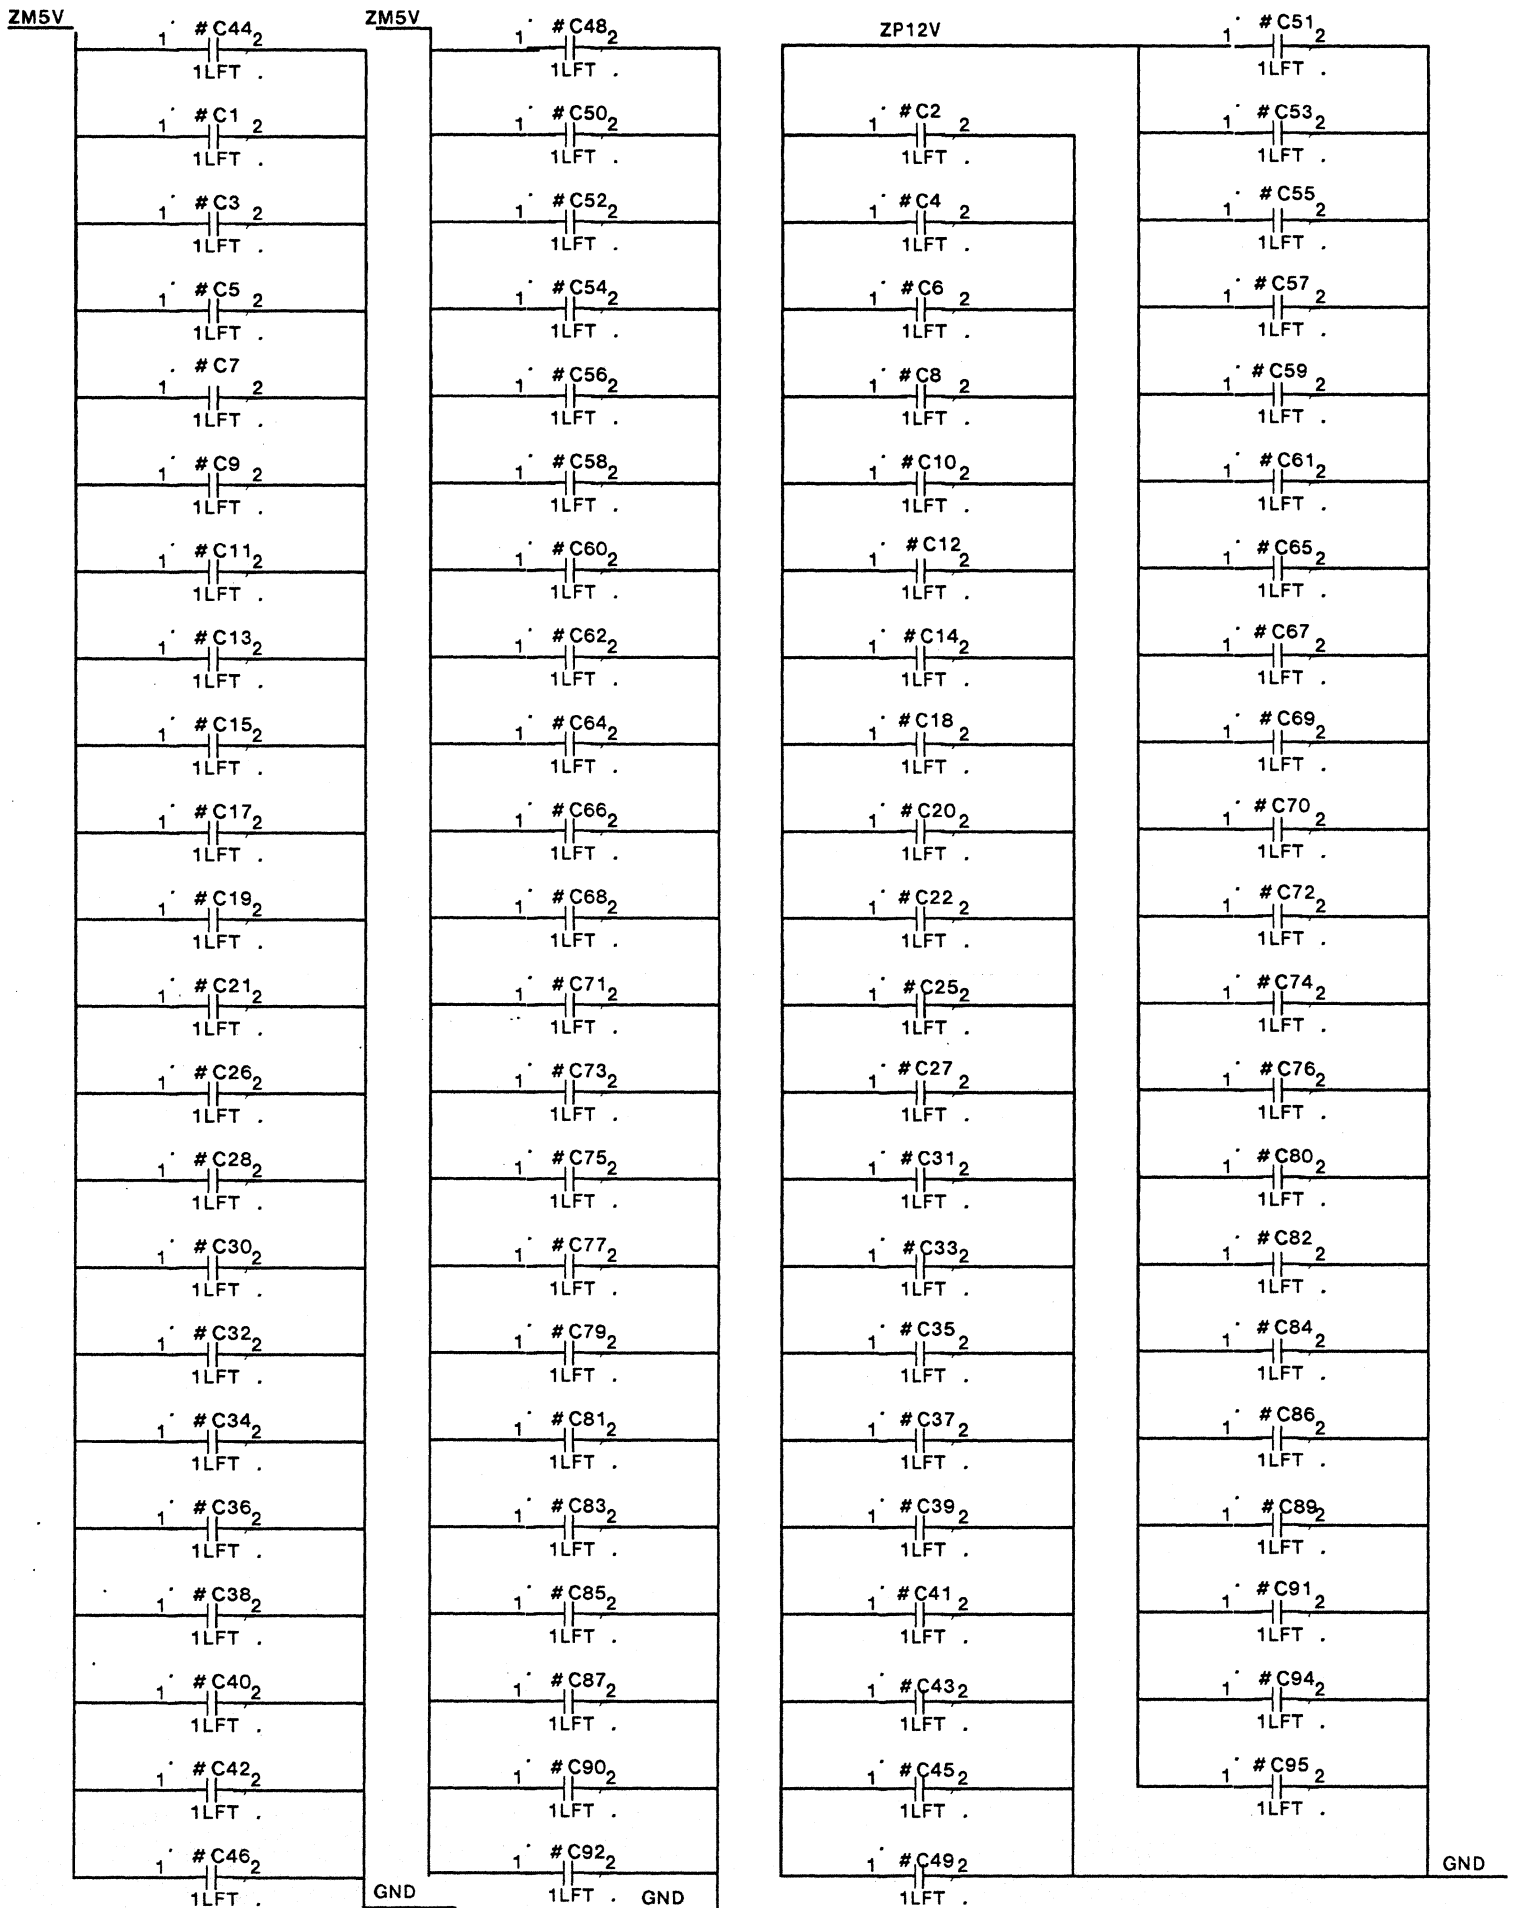 ZM5V
#C44
1 2
1LFT .
#C1
1 2
1LFT .
#C3
1 2
1LFT .
#C5
1 2
1LFT .
#C7
1 2
1LFT .
#C9
1 2
1LFT .
#C11
1 2
1LFT .
#C13
1 2
1LFT .
#C15
1 2
1LFT .
#C17
1 2
1LFT .
#C19
1 2
1LFT .
#C21
1 2
1LFT .
#C26
1 2
1LFT .
#C28
1 2
1LFT .
#C30
1 2
1LFT .
#C32
1 2
1LFT .
#C34
1 2
1LFT .
#C36
1 2
1LFT .
#C38
1 2
1LFT .
#C40
1 2
1LFT .
#C42
1 2
1LFT .
#C46
1 2
1LFT .
GND
ZM5V
#C48
1 2
1LFT .
#C50
1 2
1LFT .
#C52
1 2
1LFT .
#C54
1 2
1LFT .
#C56
1 2
1LFT .
#C58
1 2
1LFT .
#C60
1 2
1LFT .
#C62
1 2
1LFT .
#C64
1 2
1LFT .
#C66
1 2
1LFT .
#C68
1 2
1LFT .
#C71
1 2
1LFT .
#C73
1 2
1LFT .
#C75
1 2
1LFT .
#C77
1 2
1LFT .
#C79
1 2
1LFT .
#C81
1 2
1LFT .
#C83
1 2
1LFT .
#C85
1 2
1LFT .
#C87
1 2
1LFT .
#C90
1 2
1LFT .
#C92
1 2
1LFT .
GND
ZP12V
#C2
1 2
1LFT .
#C4
1 2
1LFT .
#C6
1 2
1LFT .
#C8
1 2
1LFT .
#C10
1 2
1LFT .
#C12
1 2
1LFT .
#C14
1 2
1LFT .
#C18
1 2
1LFT .
#C20
1 2
1LFT .
#C22
1 2
1LFT .
#C25
1 2
1LFT .
#C27
1 2
1LFT .
#C31
1 2
1LFT .
#C33
1 2
1LFT .
#C35
1 2
1LFT .
#C37
1 2
1LFT .
#C39
1 2
1LFT .
#C41
1 2
1LFT .
#C43
1 2
1LFT .
#C45
1 2
1LFT .
#C49
1 2
1LFT .
#C51
1 2
1LFT .
#C53
1 2
1LFT .
#C55
1 2
1LFT .
#C57
1 2
1LFT .
#C59
1 2
1LFT .
#C61
1 2
1LFT .
#C65
1 2
1LFT .
#C67
1 2
1LFT .
#C69
1 2
1LFT .
#C70
1 2
1LFT .
#C72
1 2
1LFT .
#C74
1 2
1LFT .
#C76
1 2
1LFT .
#C80
1 2
1LFT .
#C82
1 2
1LFT .
#C84
1 2
1LFT .
#C86
1 2
1LFT .
#C89
1 2
1LFT .
#C91
1 2
1LFT .
#C94
1 2
1LFT .
#C95
1 2
1LFT .
GND